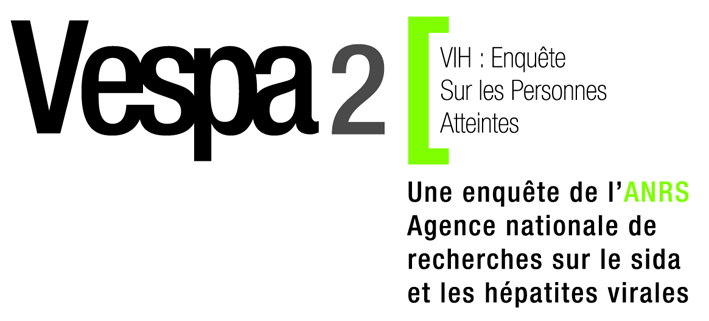 Vespa 2
VIH : Enquête
Sur les Personnes
Atteintes
Une enquête de l'ANRS
Agence nationale de
recherches sur le sida
et les hépatites virales